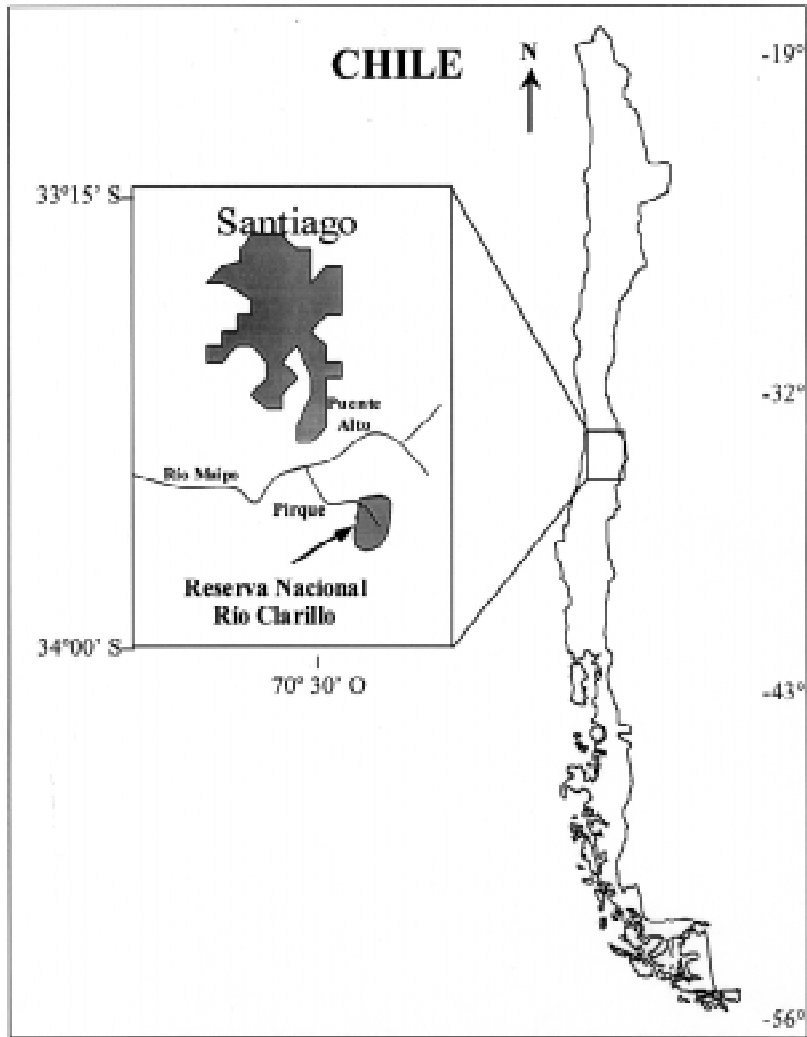 CHILE
N
-19°
33°15' S
Santiago
-32°
Puente
Alto
Río Maipo
Pirque
Reserva Nacional
Río Clarillo
34°00' S
70° 30' O
-43°
-56°